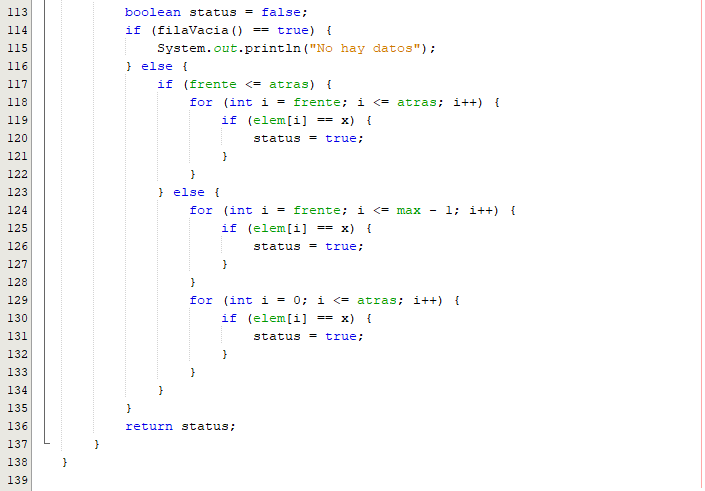 113 boolean status = false;
114 if (filaVacia() == true) {
115 System.out.println("No hay datos");
116 } else {
117 if (frente <= atras) {
118 for (int i = frente; i <= atras; i++) {
119 if (elem[i] == x) {
120 status = true;
121 }
122 }
123 } else {
124 for (int i = frente; i <= max - 1; i++) {
125 if (elem[i] == x) {
126 status = true;
127 }
128 }
129 for (int i = 0; i <= atras; i++) {
130 if (elem[i] == x) {
131 status = true;
132 }
133 }
134 }
135 }
136 return status;
137 }
138 }
139